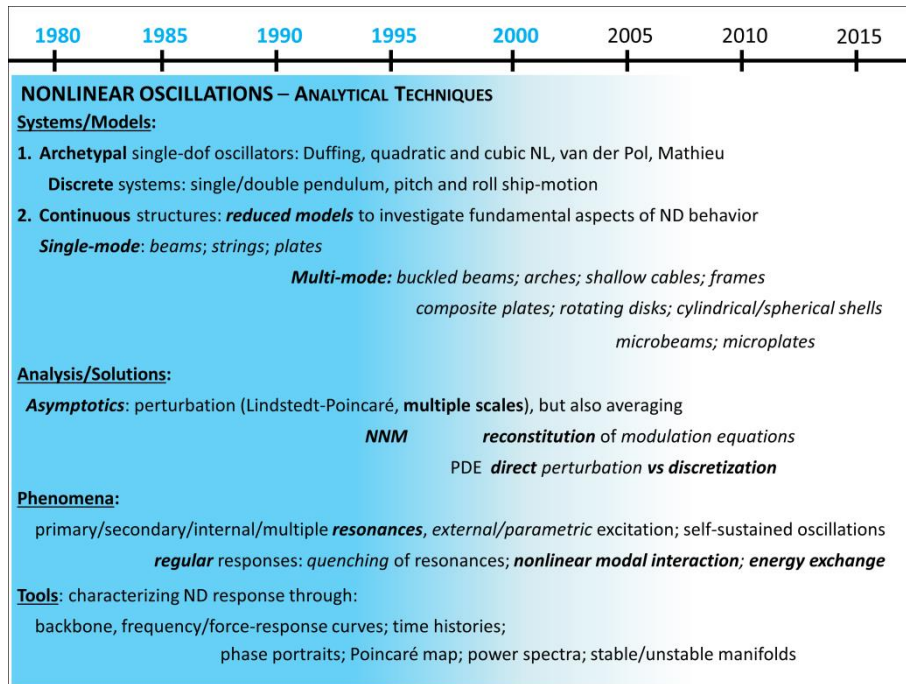 1980 1985 1990 1995 2000 2005 2010 2015
NONLINEAR OSCILLATIONS – ANALYTICAL TECHNIQUES
Systems/Models:
1. Archetypal single-dof oscillators: Duffing, quadratic and cubic NL, van der Pol, Mathieu
Discrete systems: single/double pendulum, pitch and roll ship-motion
2. Continuous structures: reduced models to investigate fundamental aspects of ND behavior
Single-mode: beams; strings; plates
Multi-mode: buckled beams; arches; shallow cables; frames
composite plates; rotating disks; cylindrical/spherical shells
microbeams; microplates
Analysis/Solutions:
Asymptotics: perturbation (Lindstedt-Poincaré, multiple scales), but also averaging
NNM reconstitution of modulation equations
PDE direct perturbation vs discretization
Phenomena:
primary/secondary/internal/multiple resonances, external/parametric excitation; self-sustained oscillations
regular responses: quenching of resonances; nonlinear modal interaction; energy exchange
Tools: characterizing ND response through:
backbone, frequency/force-response curves; time histories;
phase portraits; Poincaré map; power spectra; stable/unstable manifolds